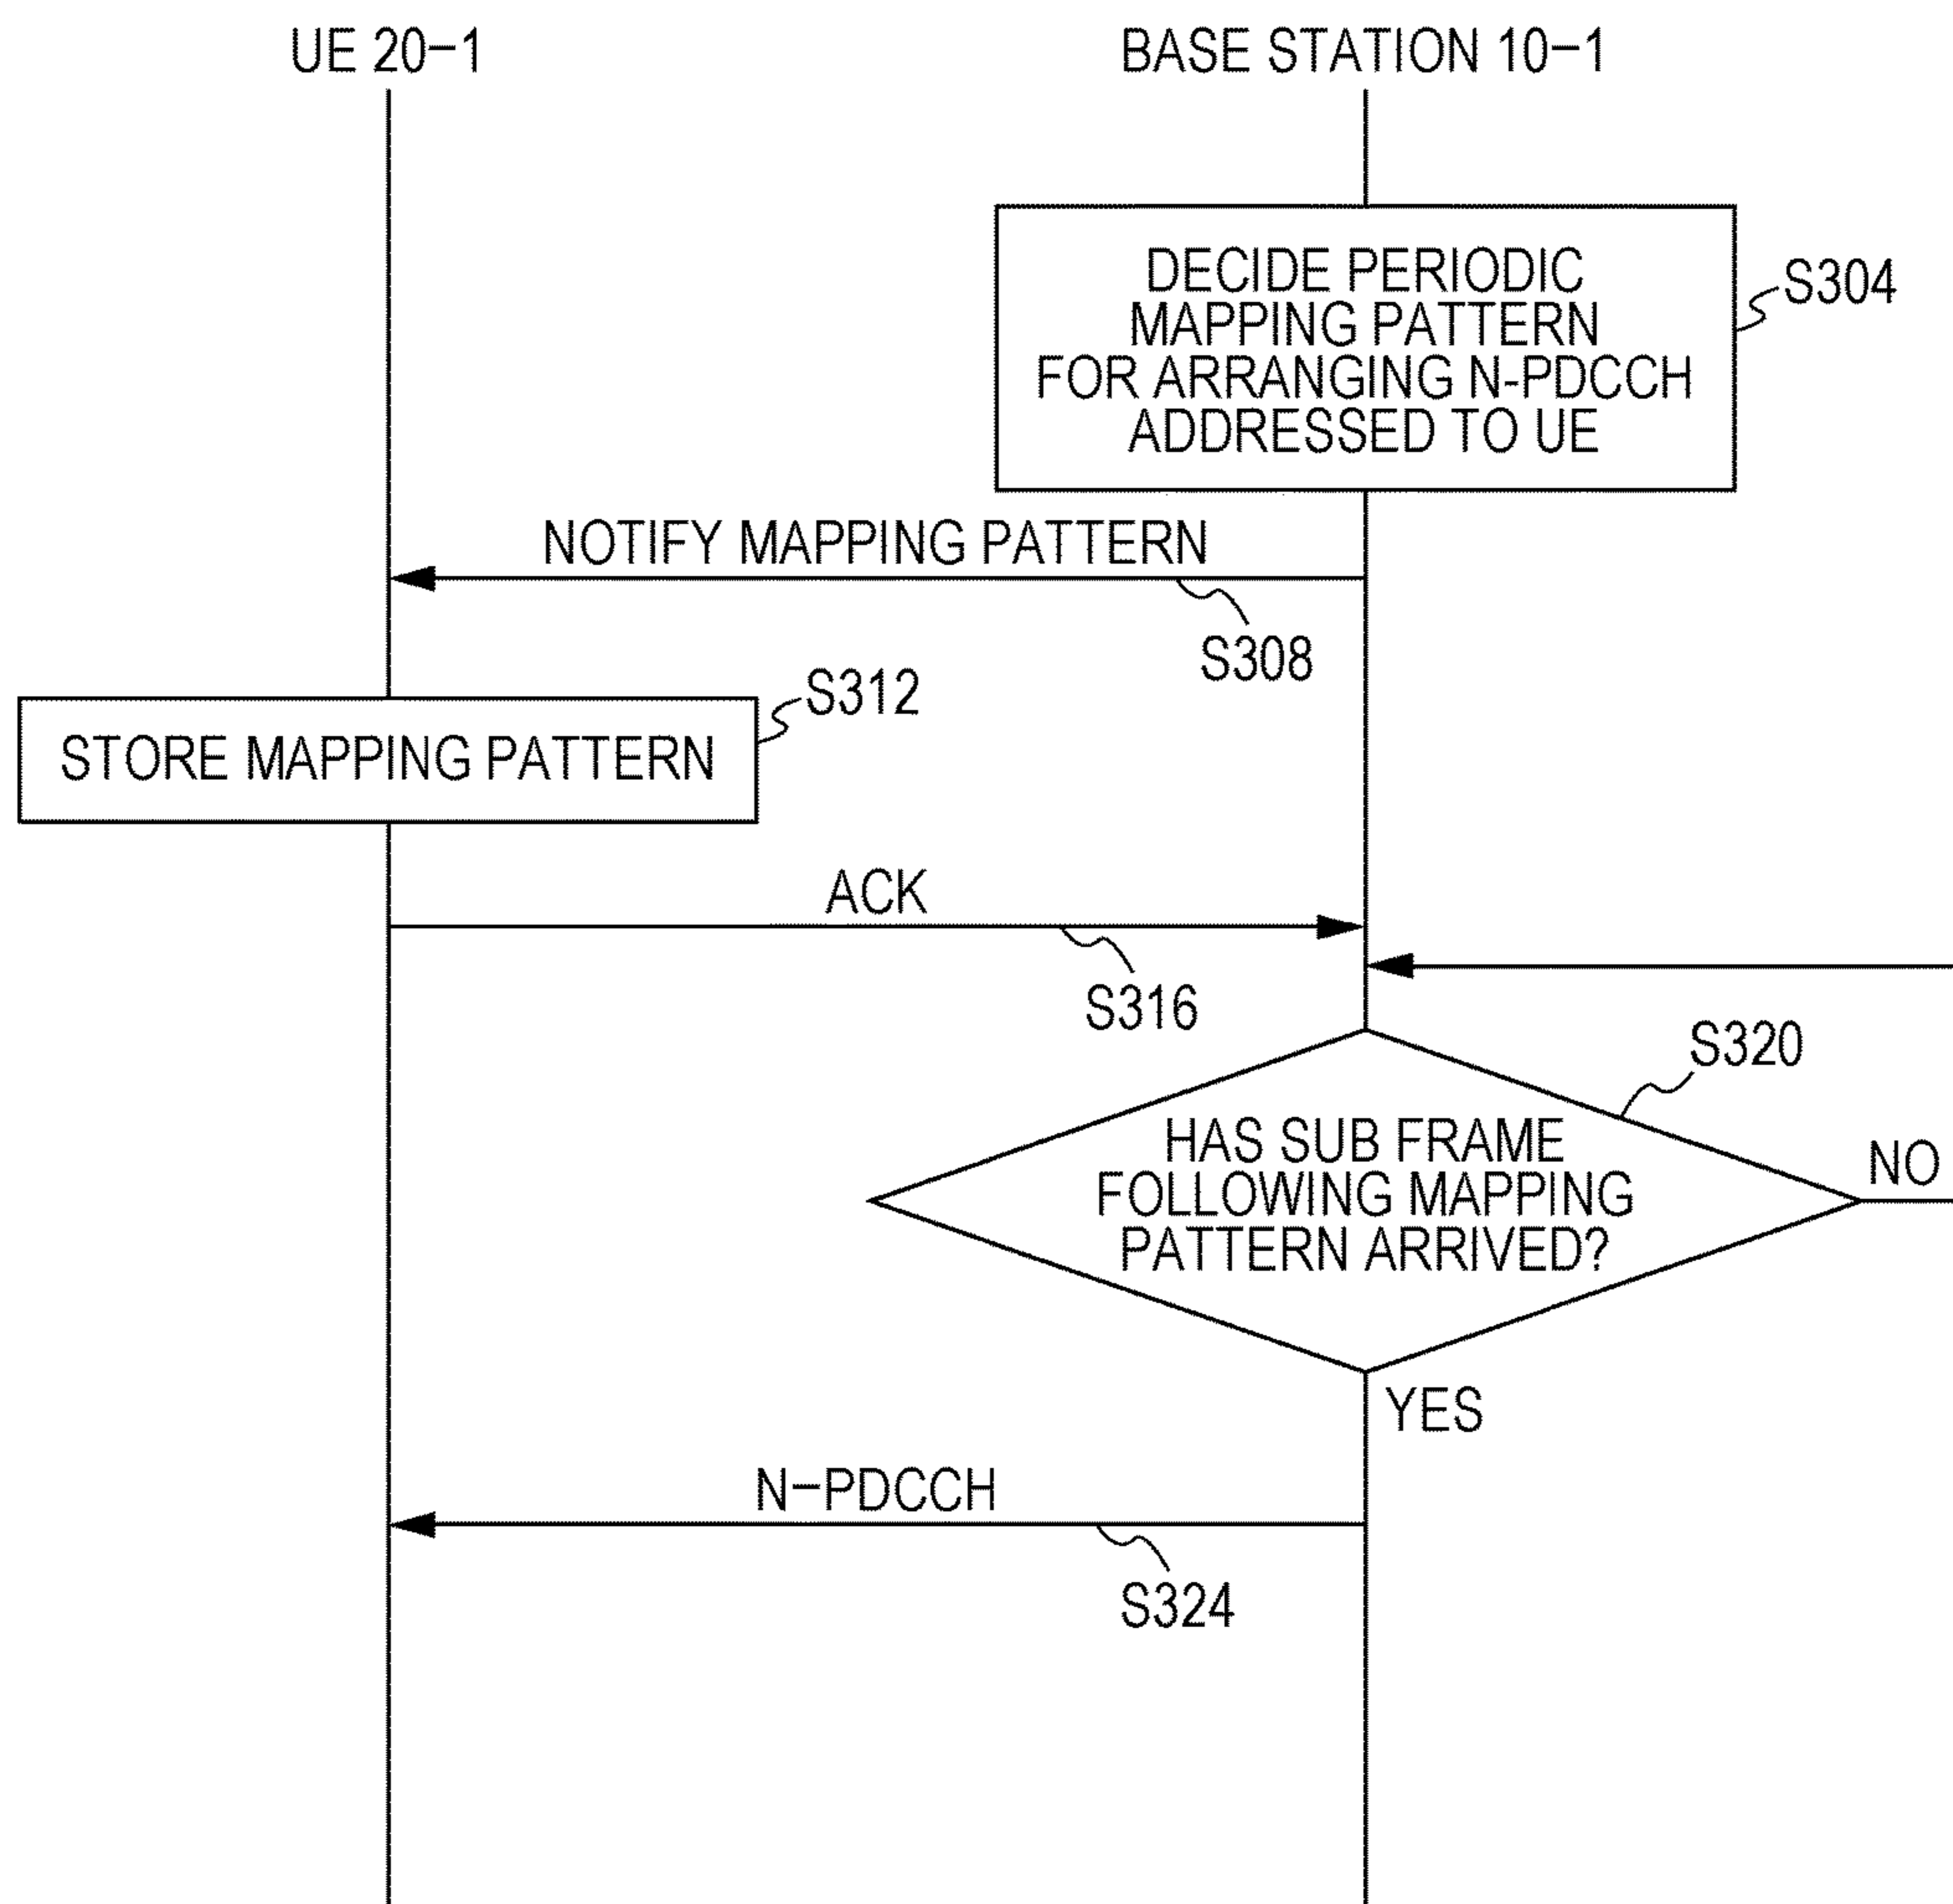 UE 20-1
BASE STATION 10-1
DECIDE PERIODIC
MAPPING PATTERN
FOR ARRANGING N-PDCCH
ADDRESSED TO UE
S304
NOTIFY MAPPING PATTERN
S308
S312
STORE MAPPING PATTERN
ACK
S316
S320
HAS SUB FRAME
FOLLOWING MAPPING
PATTERN ARRIVED?
NO
YES
N-PDCCH
S324